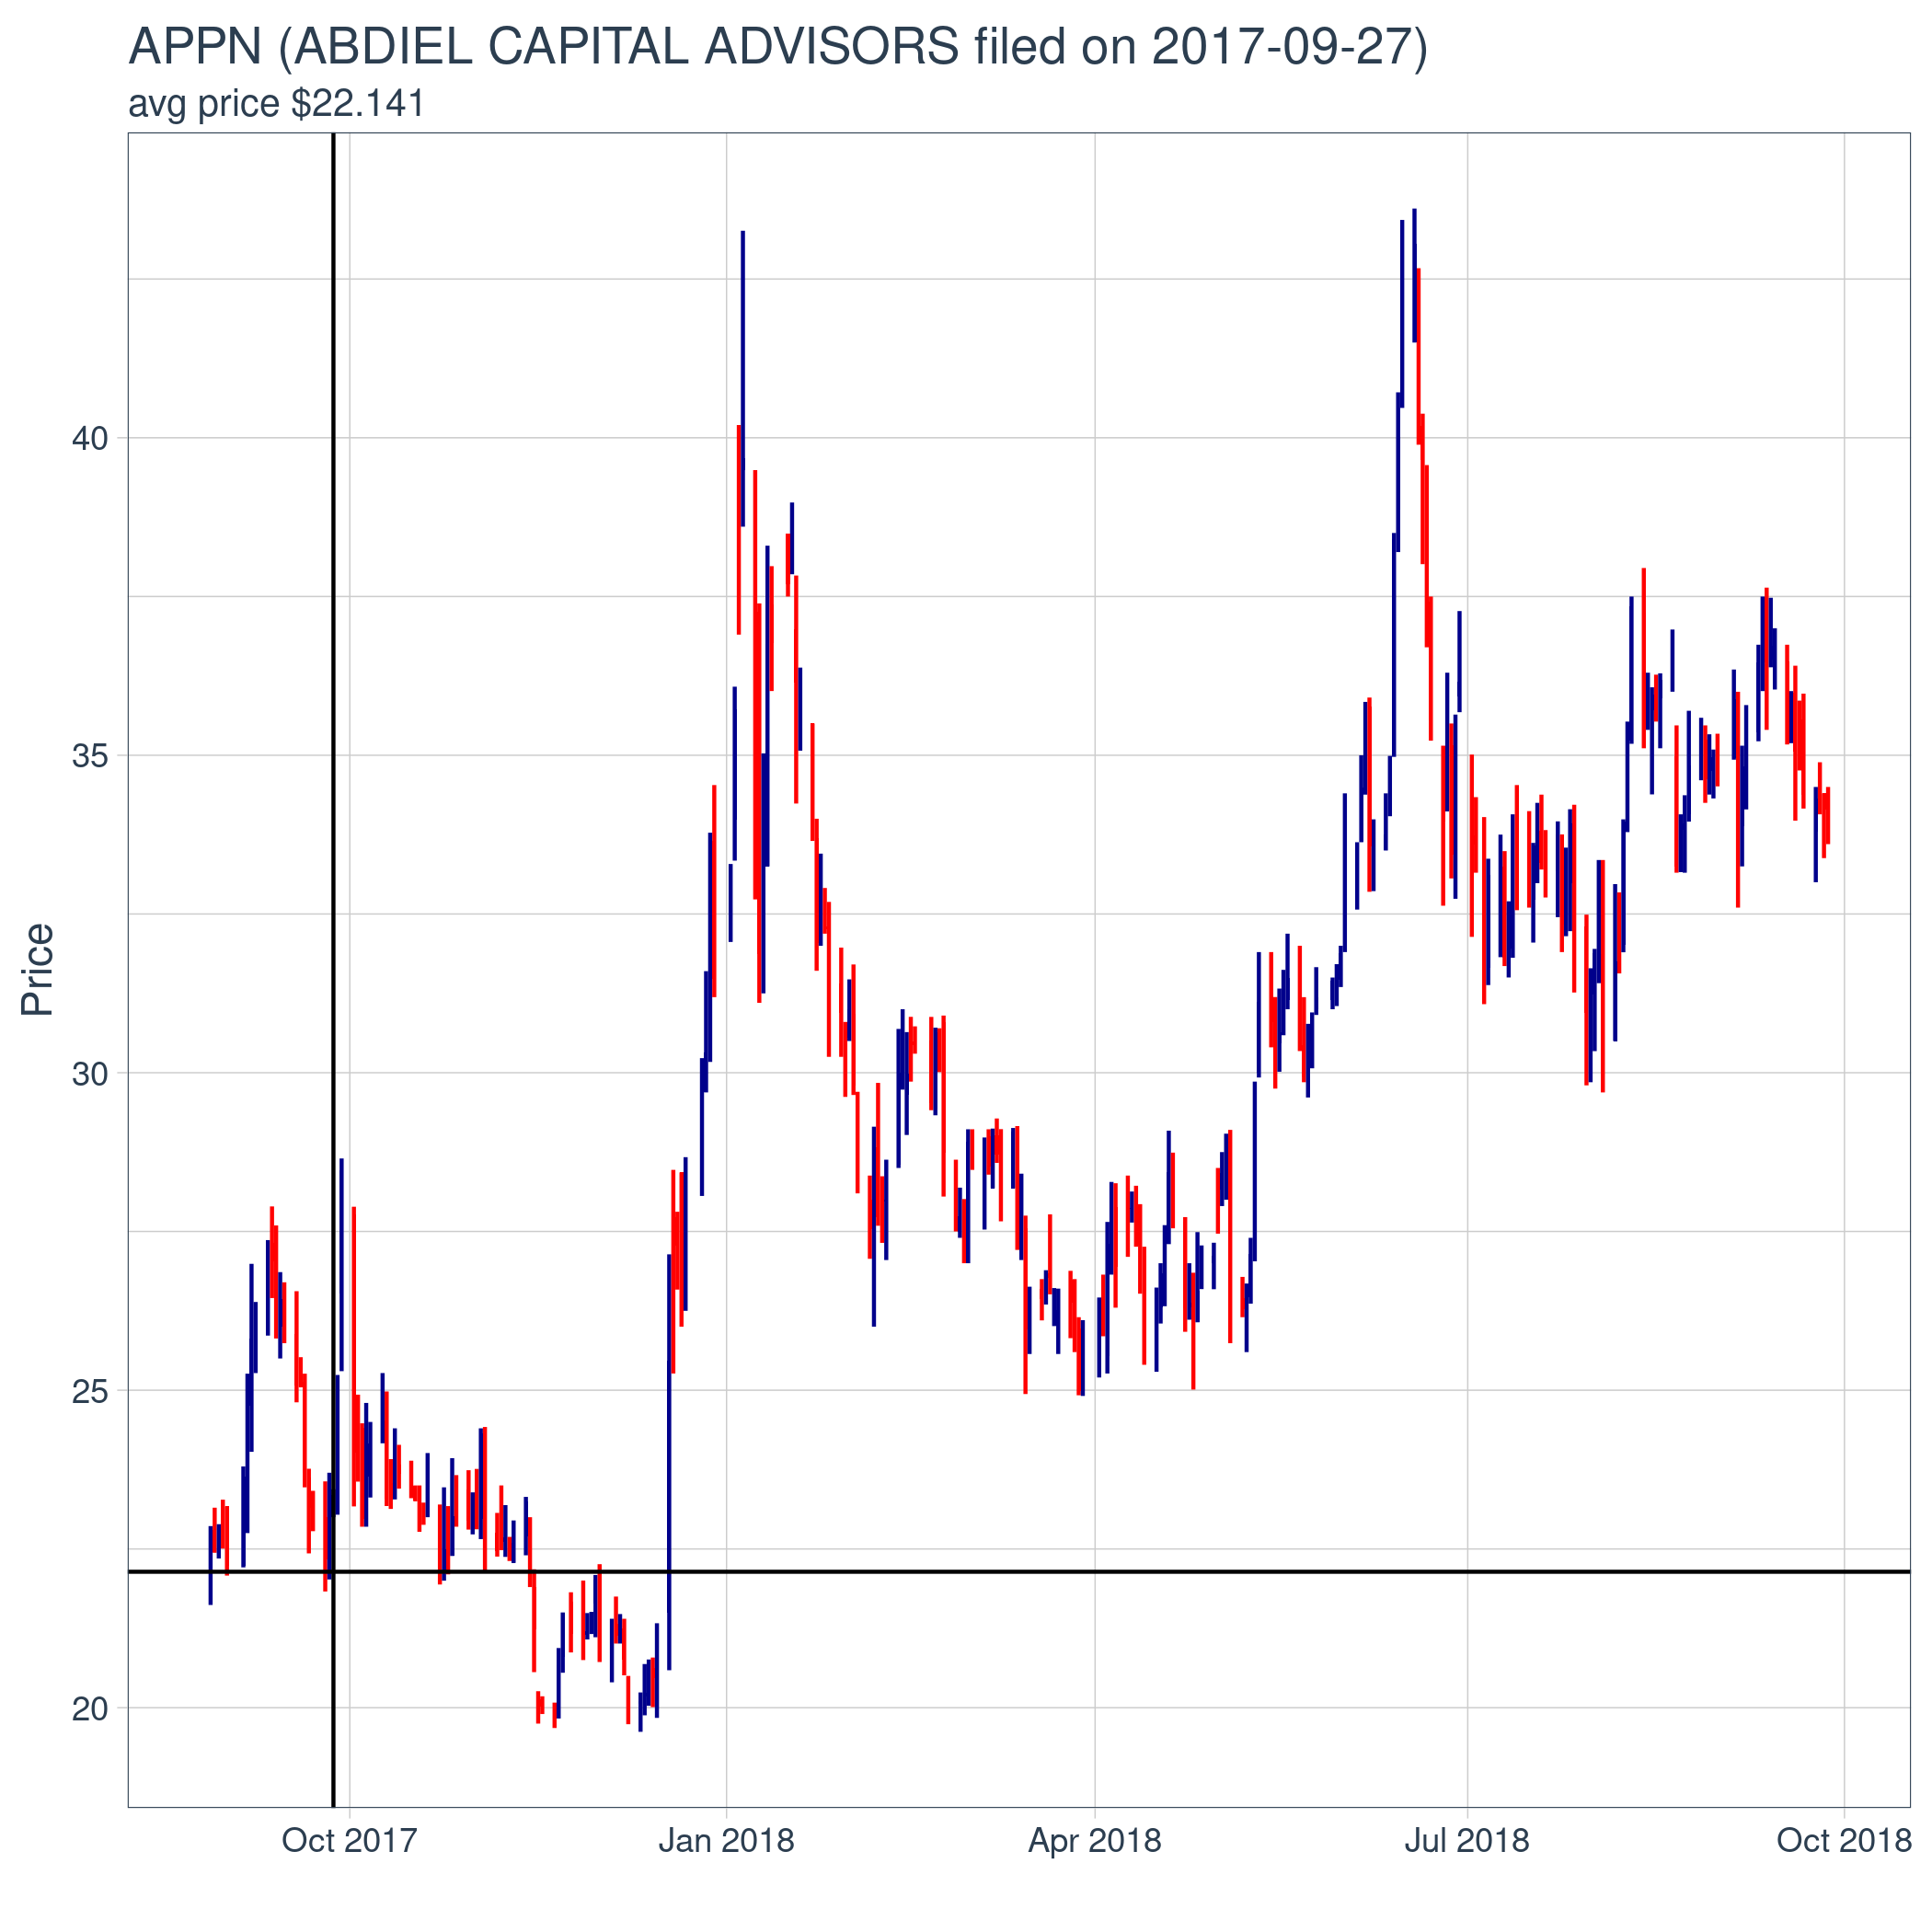 APPN (ABDIEL CAPITAL ADVISORS filed on 2017-09-27)
avg price $22.141
Price
40
35
30
25
20
Oct 2017
Jan 2018
Apr 2018
Jul 2018
Oct 2018